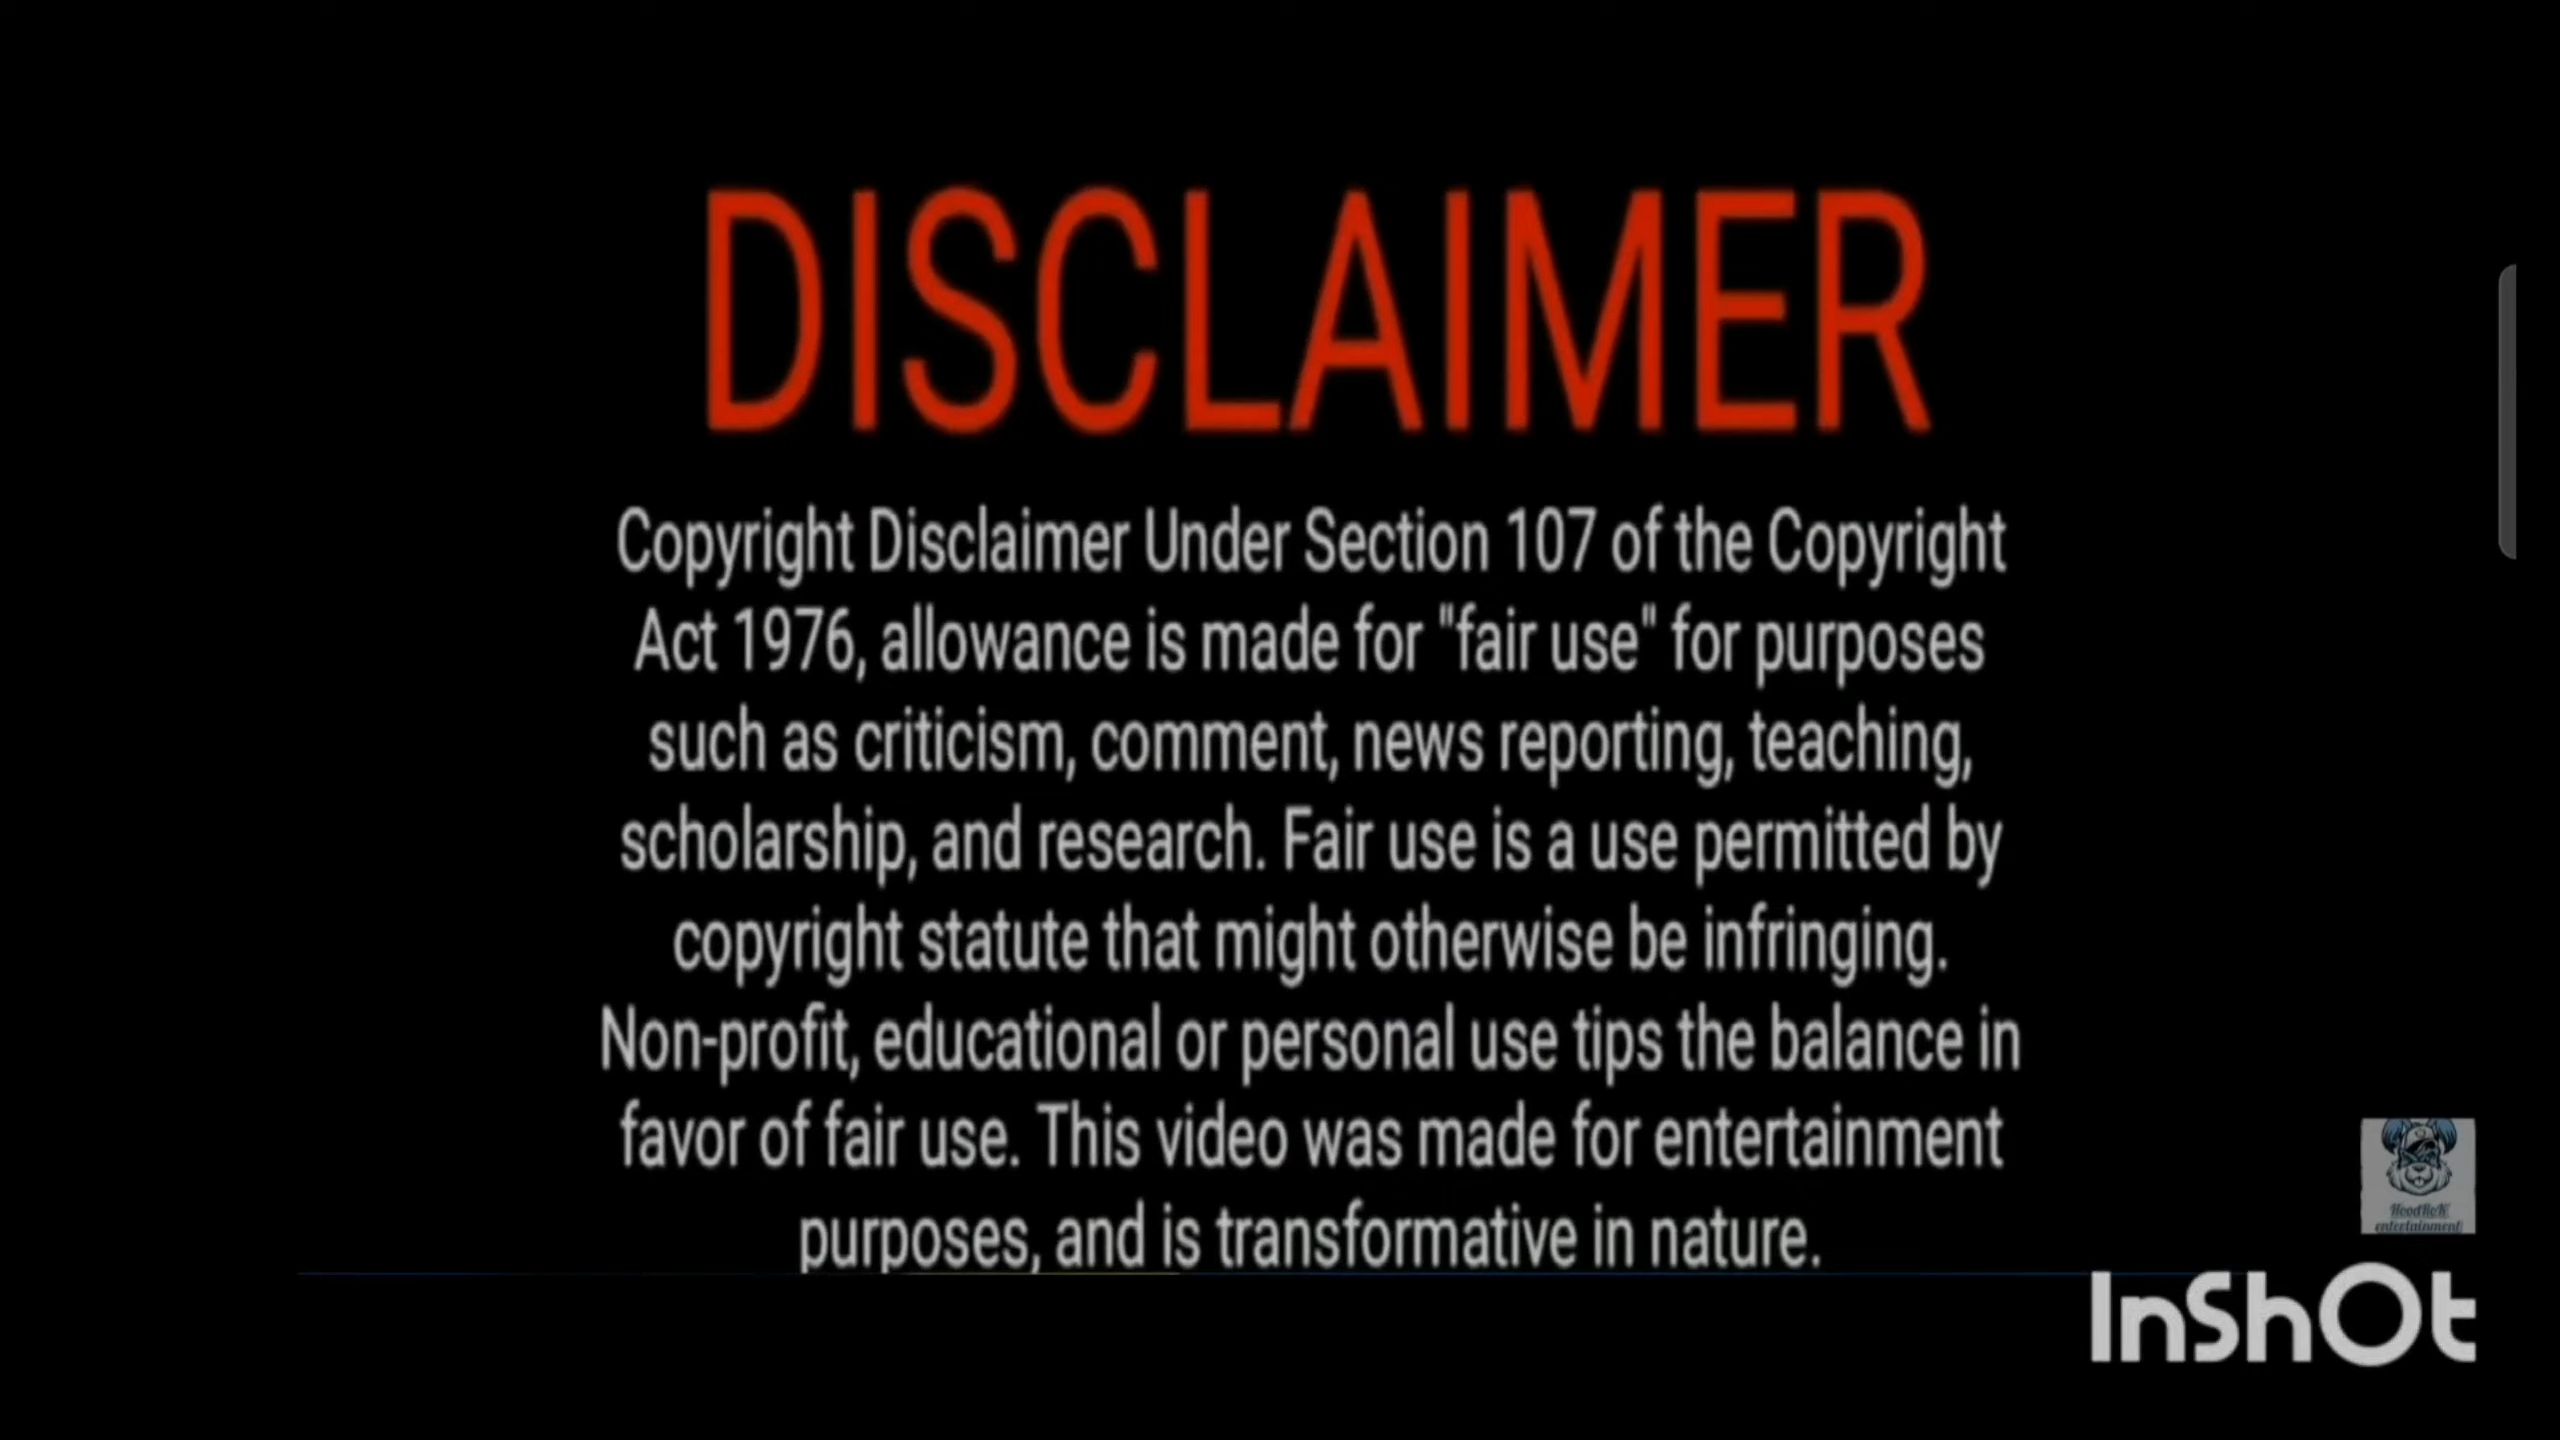 DISCLAIMER
Copyright Disclaimer Under Section 107 of the Copyright
Act 1976, allowance is made for "fair use" for purposes
such as criticism, comment, news reporting, teaching,
scholarship, and research. Fair use is a use permitted by
copyright statute that might otherwise be infringing.
Non-profit, educational or personal use tips the balance in
favor of fair use. This video was made for entertainment
purposes, and is transformative in nature.
HoodRoK
entertainment
InShOt